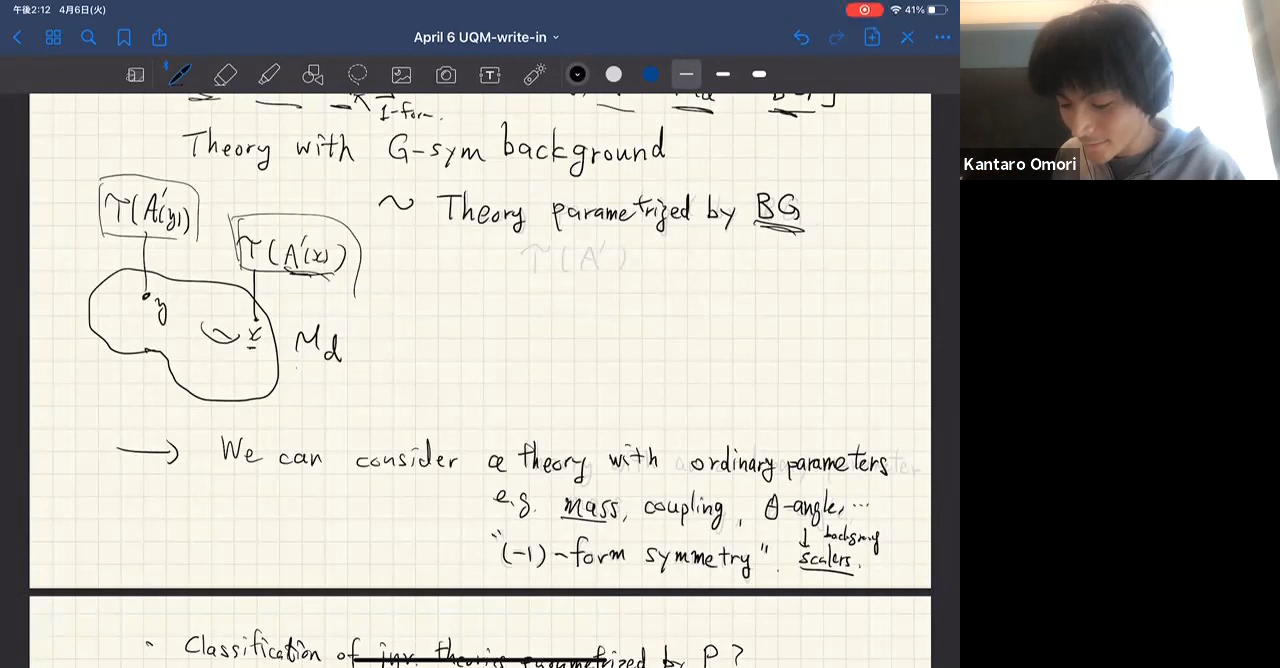 午後2:12 4月6日(火)
41%
April 6 UQM-write-in
1-form.
Theory with G-sym background
~ Theory parametrized by BG
T(A'(y))
T(A'(x))
T(A')
y
x
M_d
→ We can consider a theory with ordinary parameters
e.g. mass, coupling, θ-angle, ...
↓ background
"(-1)-form symmetry" scalers.
• Classification of inv. theories parametrized by P?
Kantaro Omori